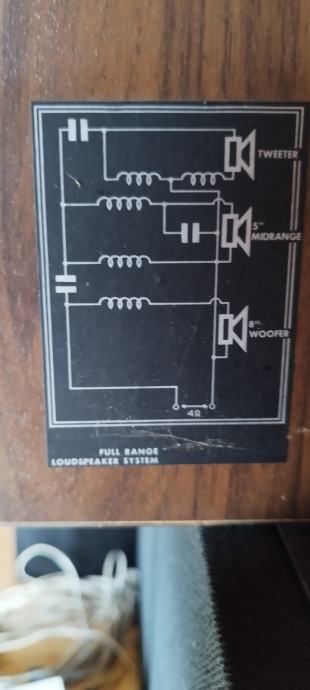 TWEETER
5"
MIDRANGE
8"
WOOFER
4Ω
FULL RANGE
LOUDSPEAKER SYSTEM